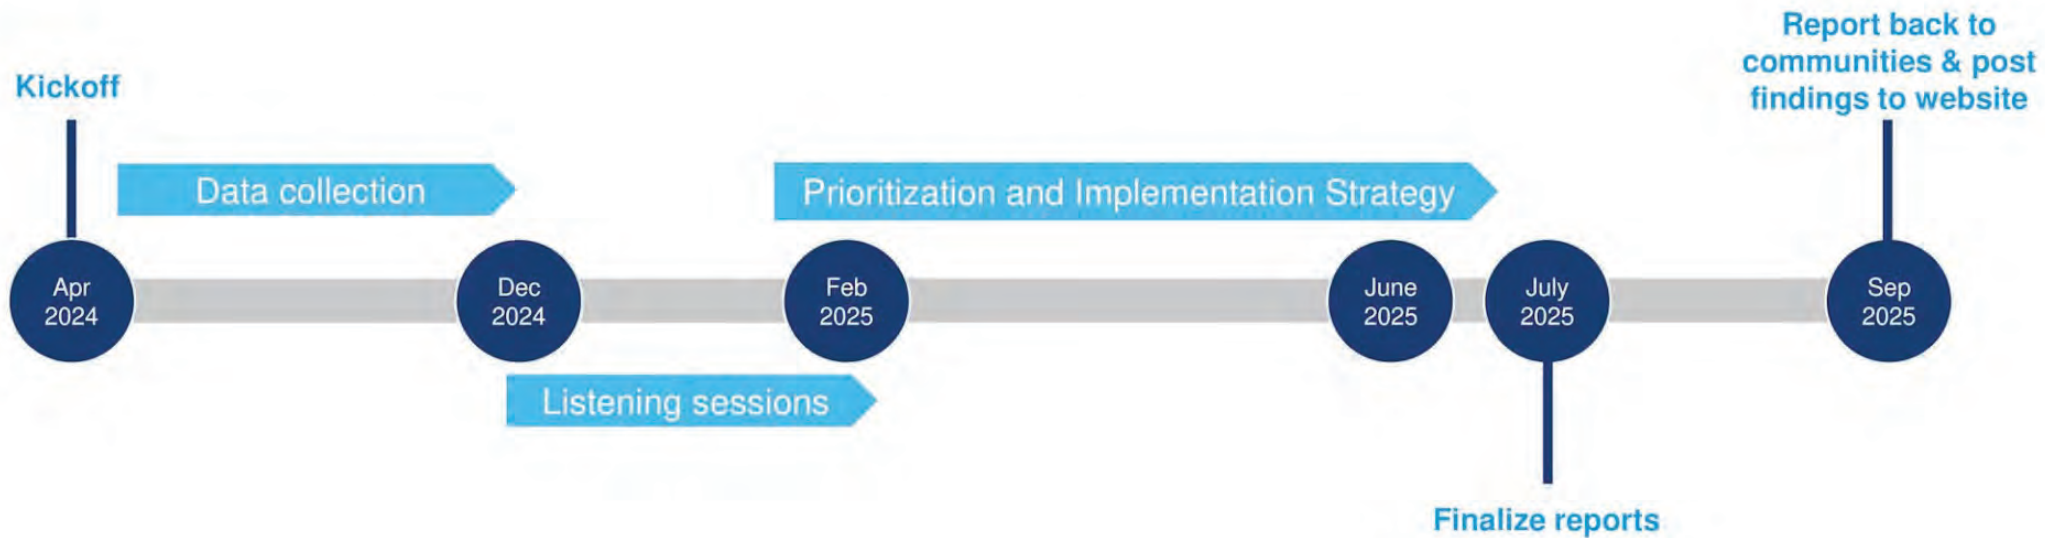 Report back to
communities & post
findings to website
Kickoff
Data collection
Prioritization and Implementation Strategy
Apr
2024
Dec
2024
Feb
2025
June
2025
July
2025
Sep
2025
Listening sessions
Finalize reports